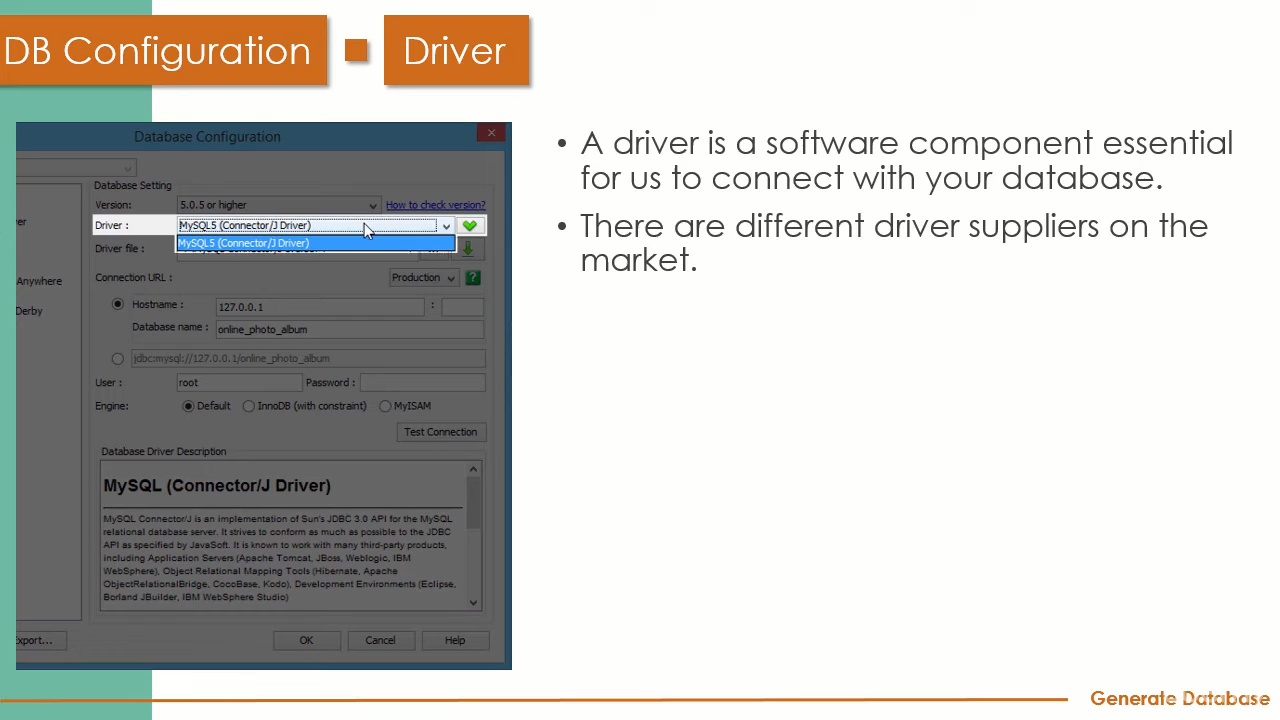 DB Configuration
Driver
Database Configuration
Database Setting
Version:
5.0.5 or higher
How to check version?
Driver :
MySQL5 (Connector/J Driver)
MySQL5 (Connector/J Driver)
Driver file :
Anywhere
Derby
Connection URL :
Production
?
Hostname :
127.0.0.1
:
Database name :
online_photo_album
jdbc:mysql://127.0.0.1/online_photo_album
User :
root
Password :
Engine:
Default
InnoDB (with constraint)
MyISAM
Test Connection
Database Driver Description
MySQL (Connector/J Driver)
MySQL Connector/J is an implementation of Sun's JDBC 3.0 API for the MySQL
relational database server. It strives to conform as much as possible to the JDBC
API as specified by JavaSoft. It is known to work with many third-party products,
including Application Servers (Apache Tomcat, JBoss, Weblogic, IBM
WebSphere), Object Relational Mapping Tools (Hibernate, Apache
ObjectRelationalBridge, CocoBase, Kodo), Development Environments (Eclipse,
Borland JBuilder, IBM WebSphere Studio)
Export...
OK
Cancel
Help
• A driver is a software component essential
for us to connect with your database.
• There are different driver suppliers on the
market.
Generate Database